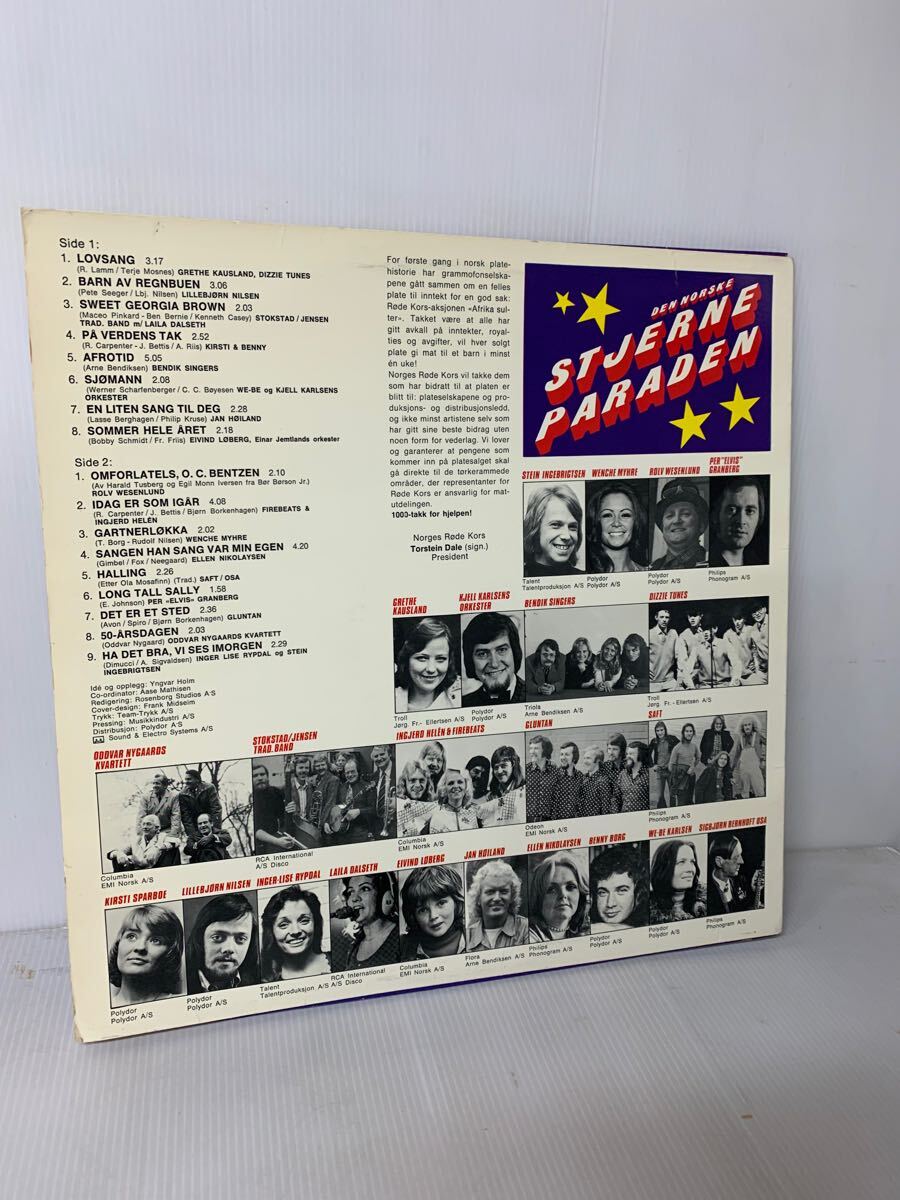 Side 1:
1. LOVSANG 3.17
(R. Lamm / Terje Mosnes) GRETHE KAUSLAND, DIZZIE TUNES
2. BARN AV REGNBUEN 3.06
(Pete Seeger / Lbj. Nilsen) LILLEBJØRN NILSEN
3. SWEET GEORGIA BROWN 2.03
(Maceo Pinkard - Ben Bernie / Kenneth Casey) STOKSTAD / JENSEN
TRAD. BAND m/ LAILA DALSETH
4. PÅ VERDENS TAK 2.52
(R. Carpenter - J. Bettis / A. Riis) KIRSTI & BENNY
5. AFROTID 5.05
(Arne Bendiksen) BENDIK SINGERS
6. SJØMANN 2.08
(Werner Scharfenberger / C. C. Bøyesen WE-BE og KJELL KARLSENS
ORKESTER
7. EN LITEN SANG TIL DEG 2.28
(Lasse Berghagen / Philip Kruse) JAN HØILAND
8. SOMMER HELE ÅRET 2.18
(Bobby Schmidt / Fr. Friis) EIVIND LØBERG, Einar Jemtlands orkester
Side 2:
1. OMFORLATELS, O. C. BENTZEN 2.10
(Av Harald Tusberg og Egil Monn Iversen fra Bør Børson Jr.)
ROLV WESENLUND
2. IDAG ER SOM IGÅR 4.08
(R. Carpenter / J. Bettis / Bjørn Borkenhagen) FIREBEATS &
INGJERD HELÉN
3. GARTNERLØKKA 2.02
(T. Borg - Rudolf Nilsen) WENCHE MYHRE
4. SANGEN HAN SANG VAR MIN EGEN 4.20
(Gimbel / Fox / Neegaard) ELLEN NIKOLAYSEN
5. HALLING 2.26
(Etter Ola Mosafinn) (Trad.) SAFT / OSA
6. LONG TALL SALLY 1.58
(E. Johnson) PER «ELVIS» GRANBERG
7. DET ER ET STED 2.36
(Avon / Spiro / Bjørn Borkenhagen) GLUNTAN
8. 50-ÅRSDAGEN 2.03
(Oddvar Nygaard) ODDVAR NYGAARDS KVARTETT
9. HA DET BRA, VI SES IMORGEN 2.29
(Dimucci / A. Sigvaldsen) INGER LISE RYPDAL og STEIN
INGEBRIGTSEN
Idé og opplegg: Yngvar Holm
Co-ordinator: Aase Mathisen
Redigering: Rosenborg Studios A·S
Cover-design: Frank Midseim
Trykk: Team-Trykk A/S
Pressing: Musikkindustri A/S
Distribusjon: Polydor A·S
Sound & Electro Systems A/S
For første gang i norsk plate-
historie har grammofonselska-
pene gått sammen om en felles
plate til inntekt for en god sak:
Røde Kors-aksjonen «Afrika sul-
ter». Takket være at alle har
gitt avkall på inntekter, royal-
ties og avgifter, vil hver solgt
plate gi mat til et barn i minst
én uke!
Norges Røde Kors vil takke dem
som har bidratt til at platen er
blitt til: plateselskapene og pro-
duksjons- og distribusjonsledd,
og ikke minst artistene selv som
har gitt sine beste bidrag uten
noen form for vederlag. Vi lover
og garanterer at pengene som
kommer inn på platesalget skal
gå direkte til de tørkerammede
områder, der representanter for
Røde Kors er ansvarlig for mat-
utdelingen.
1000-takk for hjelpen!
Norges Røde Kors
Torstein Dale (sign.)
President
DEN NORSKE
STJERNE
PARADEN
STEIN INGEBRIGTSEN
WENCHE MYHRE
ROLV WESENLUND
PER "ELVIS"
GRANBERG
Talent
Talentproduksjon A/S
Polydor
Polydor A/S
Polydor
Polydor A/S
Philips
Phonogram A/S
GRETHE
KAUSLAND
KJELL KARLSENS
ORKESTER
BENDIK SINGERS
DIZZIE TUNES
Troll
Jørg. Fr.- Ellertsen A/S
Polydor
Polydor A/S
Triola
Arne Bendiksen A/S
Troll
Jørg. Fr. - Ellertsen A/S
ODDVAR NYGAARDS
KVARTETT
STOKSTAD/JENSEN
TRAD. BAND
INGJERD HELÉN & FIREBEATS
GLUNTAN
SAFT
Columbia
EMI Norsk A/S
RCA International
A/S Disco
Columbia
EMI Norsk A/S
Odeon
EMI Norsk A/S
Philips
Phonogram A/S
KIRSTI SPARBOE
LILLEBJØRN NILSEN
INGER-LISE RYPDAL
LAILA DALSETH
EIVIND LØBERG
JAN HØILAND
ELLEN NIKOLAYSEN
BENNY BORG
WE-BE KARLSEN
SIGBJØRN BERNHOFT OSA
Polydor
Polydor A/S
Polydor
Polydor A/S
Talent
Talentproduksjon A/S
RCA International
A/S Disco
Columbia
EMI Norsk A/S
Flora
Arne Bendiksen A/S
Philips
Phonogram A/S
Polydor
Polydor A/S
Polydor
Polydor A/S
Philips
Phonogram A/S